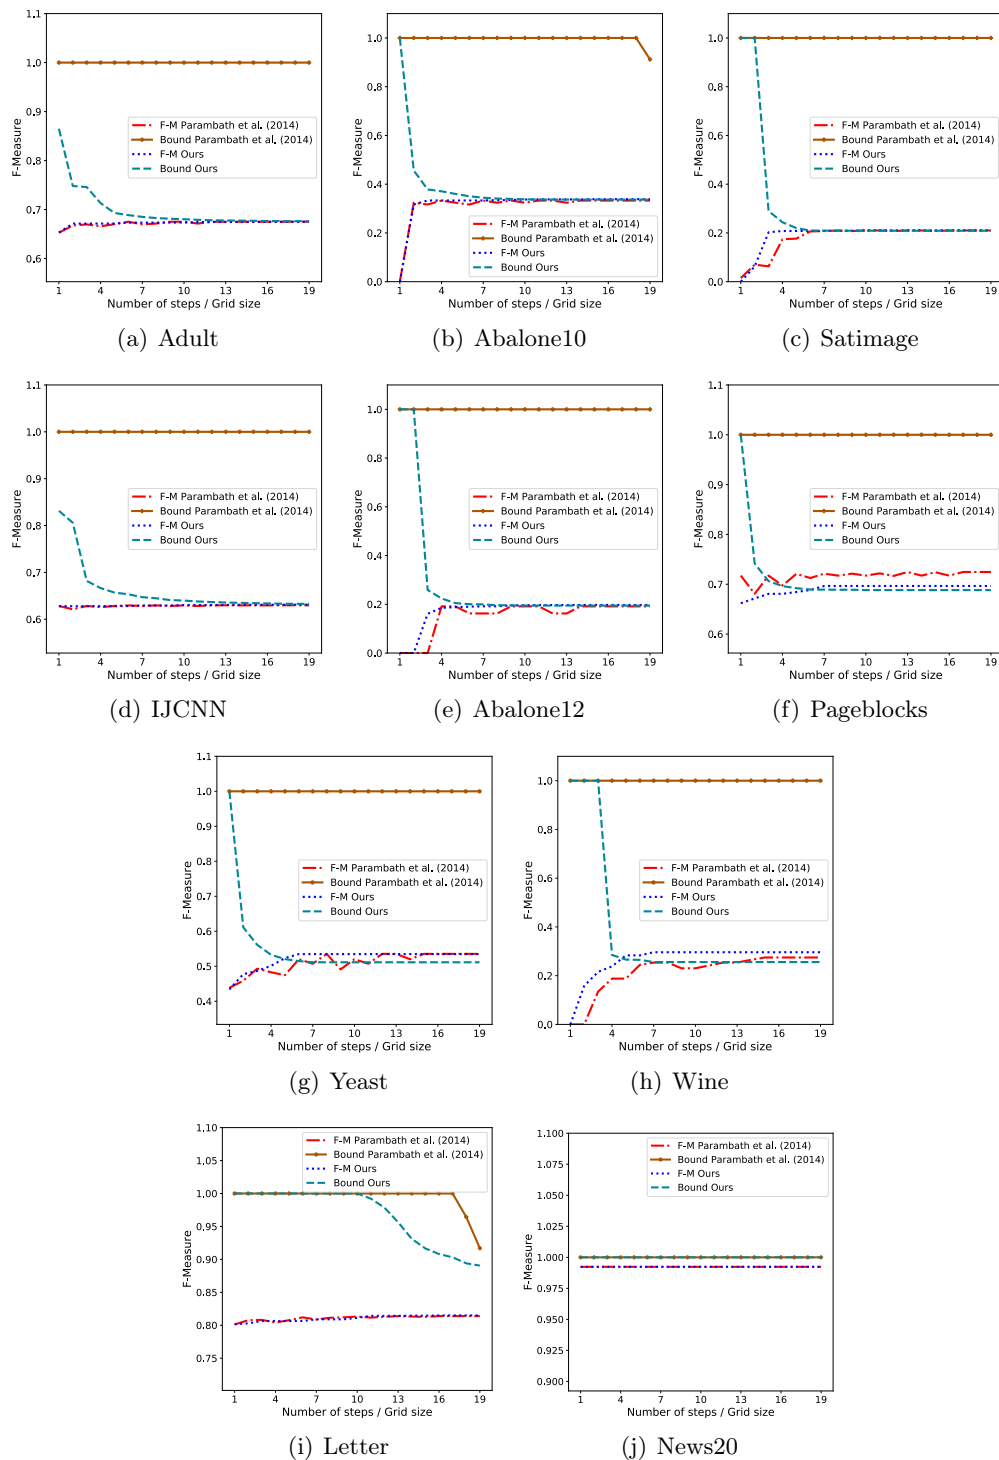 1.1
1.0
0.9
0.8
0.7
0.6
F-Measure
F-M Parambath et al. (2014)
Bound Parambath et al. (2014)
F-M Ours
Bound Ours
1 4 7 10 13 16 19
Number of steps / Grid size
(a) Adult
1.0
0.8
0.6
0.4
0.2
0.0
F-Measure
F-M Parambath et al. (2014)
Bound Parambath et al. (2014)
F-M Ours
Bound Ours
1 4 7 10 13 16 19
Number of steps / Grid size
(b) Abalone10
1.0
0.8
0.6
0.4
0.2
0.0
F-Measure
F-M Parambath et al. (2014)
Bound Parambath et al. (2014)
F-M Ours
Bound Ours
1 4 7 10 13 16 19
Number of steps / Grid size
(c) Satimage
1.1
1.0
0.9
0.8
0.7
0.6
F-Measure
F-M Parambath et al. (2014)
Bound Parambath et al. (2014)
F-M Ours
Bound Ours
1 4 7 10 13 16 19
Number of steps / Grid size
(d) IJCNN
1.0
0.8
0.6
0.4
0.2
0.0
F-Measure
F-M Parambath et al. (2014)
Bound Parambath et al. (2014)
F-M Ours
Bound Ours
1 4 7 10 13 16 19
Number of steps / Grid size
(e) Abalone12
1.1
1.0
0.9
0.8
0.7
0.6
F-Measure
F-M Parambath et al. (2014)
Bound Parambath et al. (2014)
F-M Ours
Bound Ours
1 4 7 10 13 16 19
Number of steps / Grid size
(f) Pageblocks
1.1
1.0
0.9
0.8
0.7
0.6
0.5
0.4
F-Measure
F-M Parambath et al. (2014)
Bound Parambath et al. (2014)
F-M Ours
Bound Ours
1 4 7 10 13 16 19
Number of steps / Grid size
(g) Yeast
1.0
0.8
0.6
0.4
0.2
0.0
F-Measure
F-M Parambath et al. (2014)
Bound Parambath et al. (2014)
F-M Ours
Bound Ours
1 4 7 10 13 16 19
Number of steps / Grid size
(h) Wine
1.10
1.05
1.00
0.95
0.90
0.85
0.80
0.75
F-Measure
F-M Parambath et al. (2014)
Bound Parambath et al. (2014)
F-M Ours
Bound Ours
1 4 7 10 13 16 19
Number of steps / Grid size
(i) Letter
1.100
1.075
1.050
1.025
1.000
0.975
0.950
0.925
0.900
F-Measure
F-M Parambath et al. (2014)
Bound Parambath et al. (2014)
F-M Ours
Bound Ours
1 4 7 10 13 16 19
Number of steps / Grid size
(j) News20